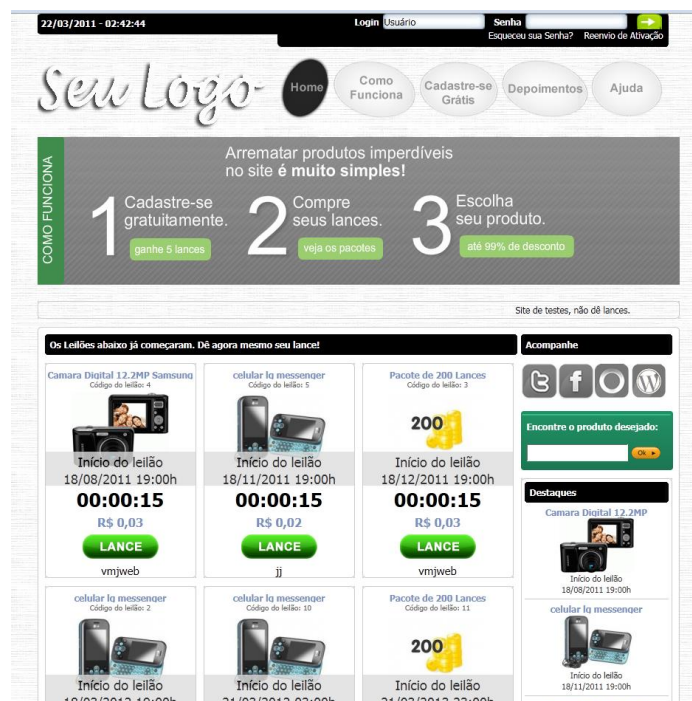 22/03/2011 - 02:42:44
Login Usuário Senha
Esqueceu sua Senha? Reenvio de Ativação
Seu Logo
Home
Como Funciona
Cadastre-se Grátis
Depoimentos
Ajuda
COMO FUNCIONA
Arrematar produtos imperdíveis
no site é muito simples!
1 Cadastre-se
gratuitamente.
ganhe 5 lances
2 Compre
seus lances.
veja os pacotes
3 Escolha
seu produto.
até 99% de desconto
Site de testes, não dê lances.
Os Leilões abaixo já começaram. Dê agora mesmo seu lance!
Camara Digital 12.2MP Samsung
Código do leilão: 4
Início do leilão
18/08/2011 19:00h
00:00:15
R$ 0,03
LANCE
vmjweb
celular lg messenger
Código do leilão: 5
Início do leilão
18/11/2011 19:00h
00:00:15
R$ 0,02
LANCE
jj
Pacote de 200 Lances
Código do leilão: 3
200
Início do leilão
18/12/2011 19:00h
00:00:15
R$ 0,03
LANCE
vmjweb
celular lg messenger
Código do leilão: 2
Início do leilão
celular lg messenger
Código do leilão: 10
Início do leilão
Pacote de 200 Lances
Código do leilão: 11
200
Início do leilão
Acompanhe
Encontre o produto desejado:
Ok
Destaques
Camara Digital 12.2MP
Início do leilão
18/08/2011 19:00h
celular lg messenger
Início do leilão
18/11/2011 19:00h